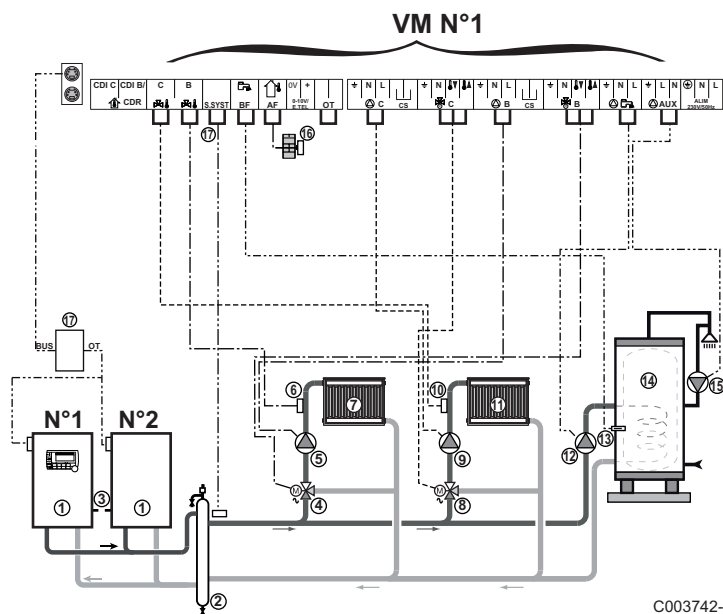 VM N°1
CDI C CDI B/ C B 0V + ⏚ N L ⏚ N ⏚ N L ⏚ N ⏚ N L ⏚ L N ⏚ N L
CDR S.SYST BF AF 0-10V/ E.TEL OT C CS C B CS B AUX ALIM 230V/50Hz
17
16
17
BUS OT
6
7
10
11
14
15
N°1 N°2
5
9
12
13
1 3 1
M
4
M
8
2
C003742-